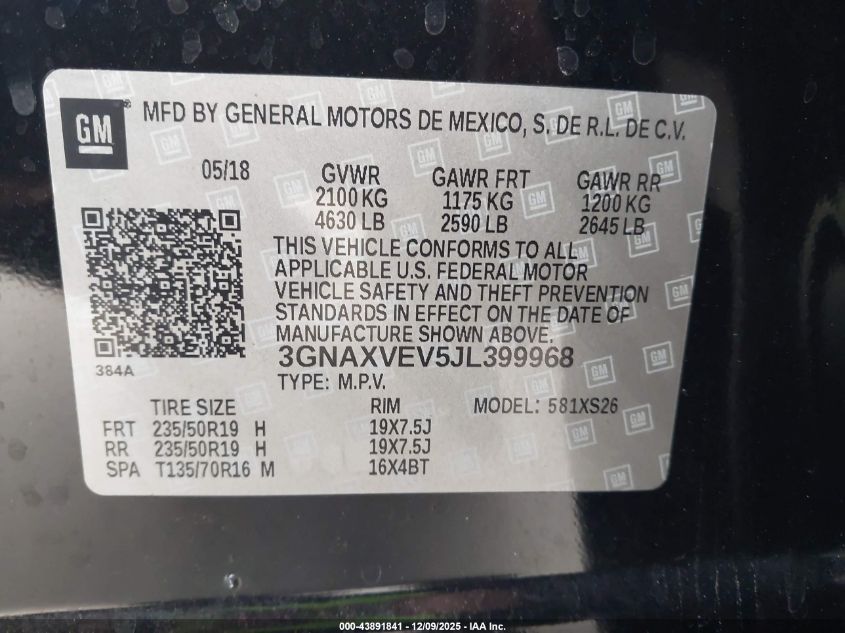 GM
MFD BY GENERAL MOTORS DE MEXICO, S. DE R.L. DE C.V.
05/18 GVWR GAWR FRT GAWR RR
2100 KG 1175 KG 1200 KG
4630 LB 2590 LB 2645 LB
THIS VEHICLE CONFORMS TO ALL
APPLICABLE U.S. FEDERAL MOTOR
VEHICLE SAFETY AND THEFT PREVENTION
STANDARDS IN EFFECT ON THE DATE OF
MANUFACTURE SHOWN ABOVE.
384A
3GNAXVEV5JL399968
TYPE: M.P.V.
TIRE SIZE RIM MODEL: 581XS26
FRT 235/50R19 H 19X7.5J
RR 235/50R19 H 19X7.5J
SPA T135/70R16 M 16X4BT
000-43891841 - 12/09/2025 - IAA Inc.